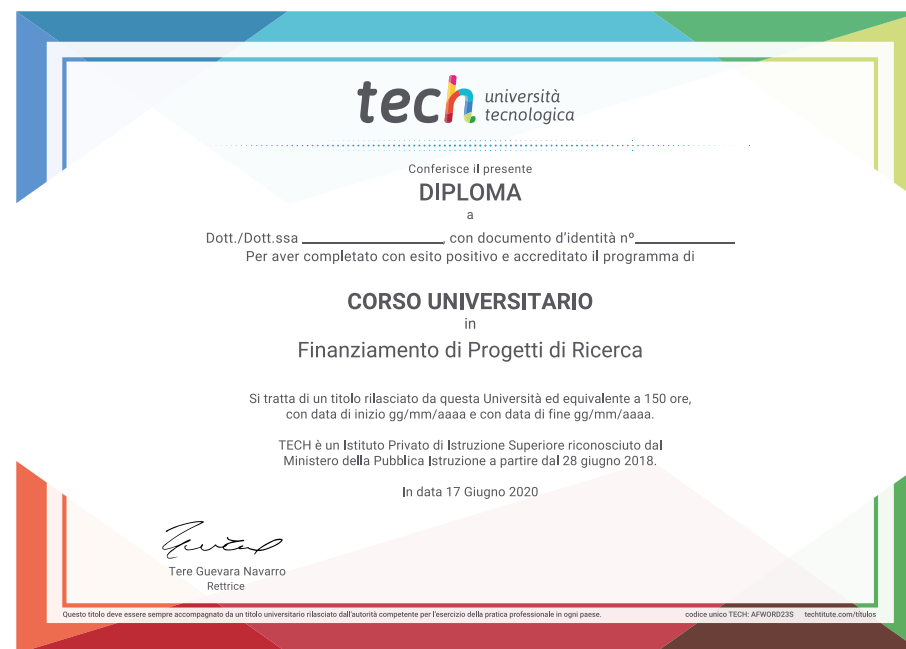 tech università
tecnologica
Conferisce il presente
DIPLOMA
a
Dott./Dott.ssa ____________________, con documento d'identità nº______________
Per aver completato con esito positivo e accreditato il programma di
CORSO UNIVERSITARIO
in
Finanziamento di Progetti di Ricerca
Si tratta di un titolo rilasciato da questa Università ed equivalente a 150 ore,
con data di inizio gg/mm/aaaa e con data di fine gg/mm/aaaa.
TECH è un Istituto Privato di Istruzione Superiore riconosciuto dal
Ministero della Pubblica Istruzione a partire dal 28 giugno 2018.
In data 17 Giugno 2020
Tere Guevara Navarro
Rettrice
Questo titolo deve essere sempre accompagnato da un titolo universitario rilasciato dall'autorità competente per l'esercizio della pratica professionale in ogni paese. codice unico TECH: AFWORD23S techtitute.com/títulos